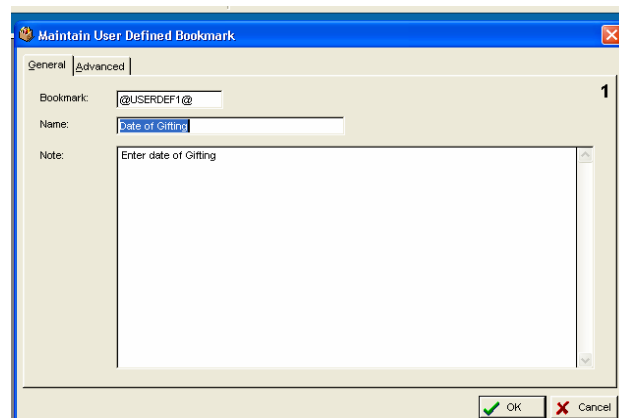 Maintain User Defined Bookmark
General Advanced
1
Bookmark: @USERDEF1@
Name: Date of Gifting
Note: Enter date of Gifting
OK Cancel